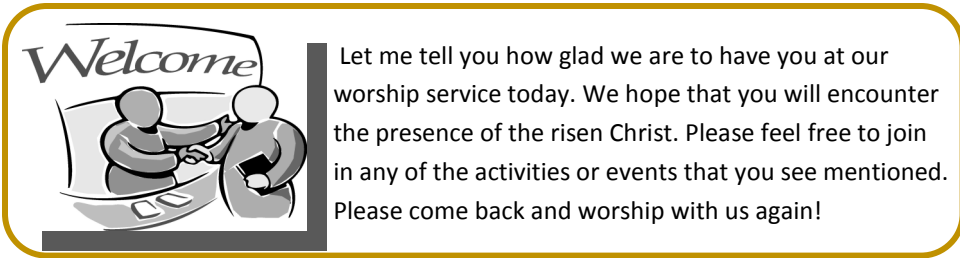 Welcome
Let me tell you how glad we are to have you at our
worship service today. We hope that you will encounter
the presence of the risen Christ. Please feel free to join
in any of the activities or events that you see mentioned.
Please come back and worship with us again!